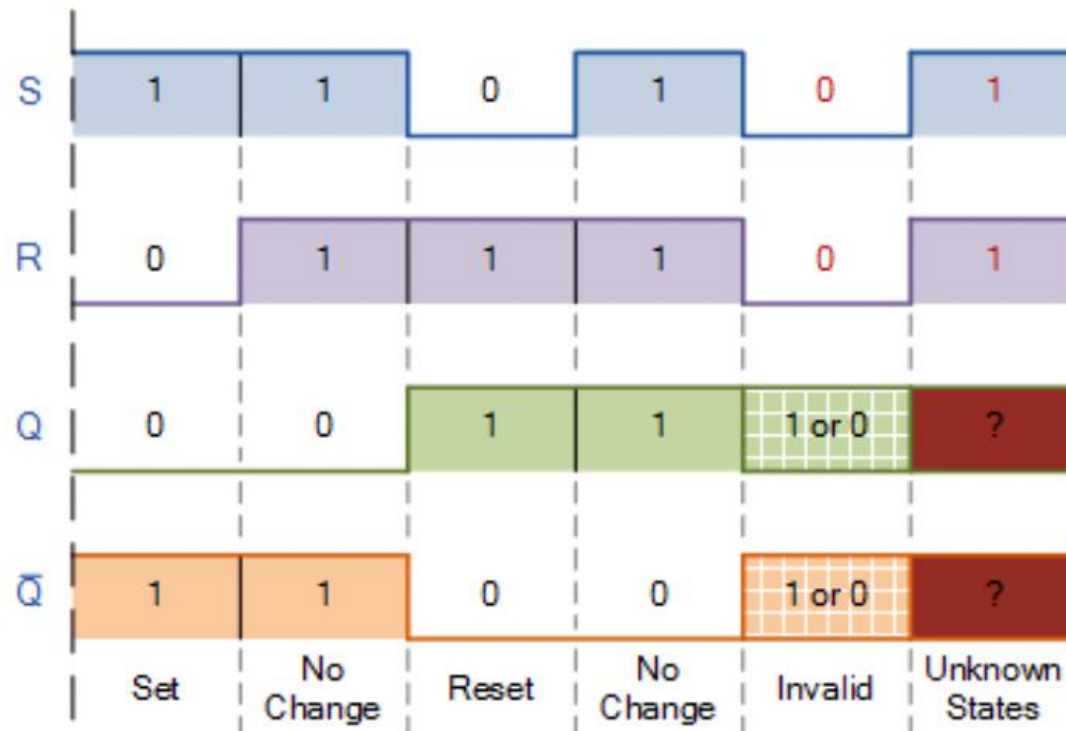 S 1 1 0 1 0 1
R 0 1 1 1 0 1
Q 0 0 1 1 1 or 0 ?
Q̅ 1 1 0 0 1 or 0 ?
Set No Change Reset No Change Invalid Unknown States